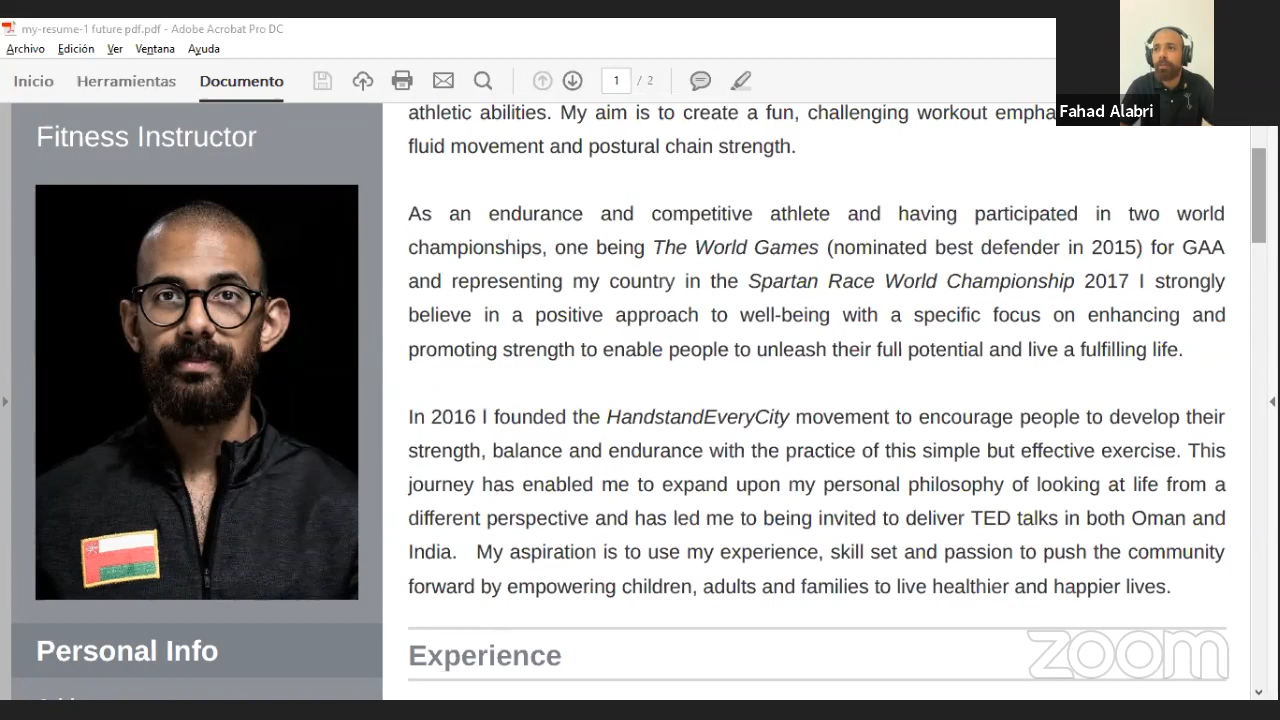 my-resume-1 future pdf.pdf - Adobe Acrobat Pro DC
Archivo Edición Ver Ventana Ayuda
Inicio Herramientas Documento 1 / 2
Fahad Alabri
Fitness Instructor
athletic abilities. My aim is to create a fun, challenging workout
fluid movement and postural chain strength.
As an endurance and competitive athlete and having participated in two world
championships, one being The World Games (nominated best defender in 2015) for GAA
and representing my country in the Spartan Race World Championship 2017 I strongly
believe in a positive approach to well-being with a specific focus on enhancing and
promoting strength to enable people to unleash their full potential and live a fulfilling life.
In 2016 I founded the HandstandEveryCity movement to encourage people to develop their
strength, balance and endurance with the practice of this simple but effective exercise. This
journey has enabled me to expand upon my personal philosophy of looking at life from a
different perspective and has led me to being invited to deliver TED talks in both Oman and
India. My aspiration is to use my experience, skill set and passion to push the community
forward by empowering children, adults and families to live healthier and happier lives.
Personal Info
Experience
zoom